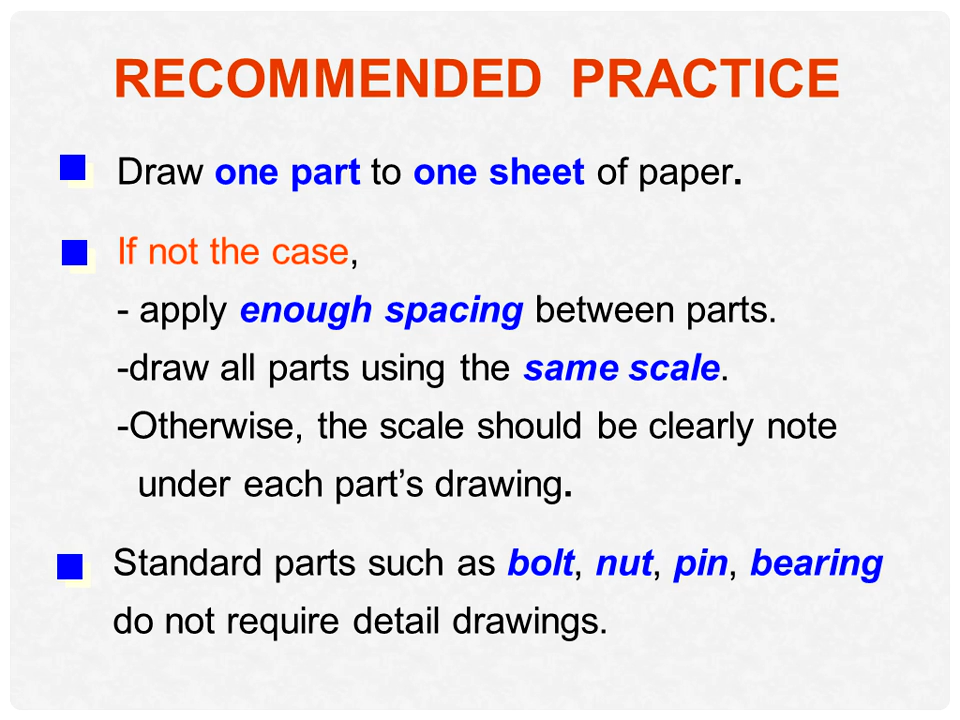 RECOMMENDED PRACTICE
Draw one part to one sheet of paper.
If not the case,
- apply enough spacing between parts.
-draw all parts using the same scale.
-Otherwise, the scale should be clearly note
under each part’s drawing.
Standard parts such as bolt, nut, pin, bearing
do not require detail drawings.